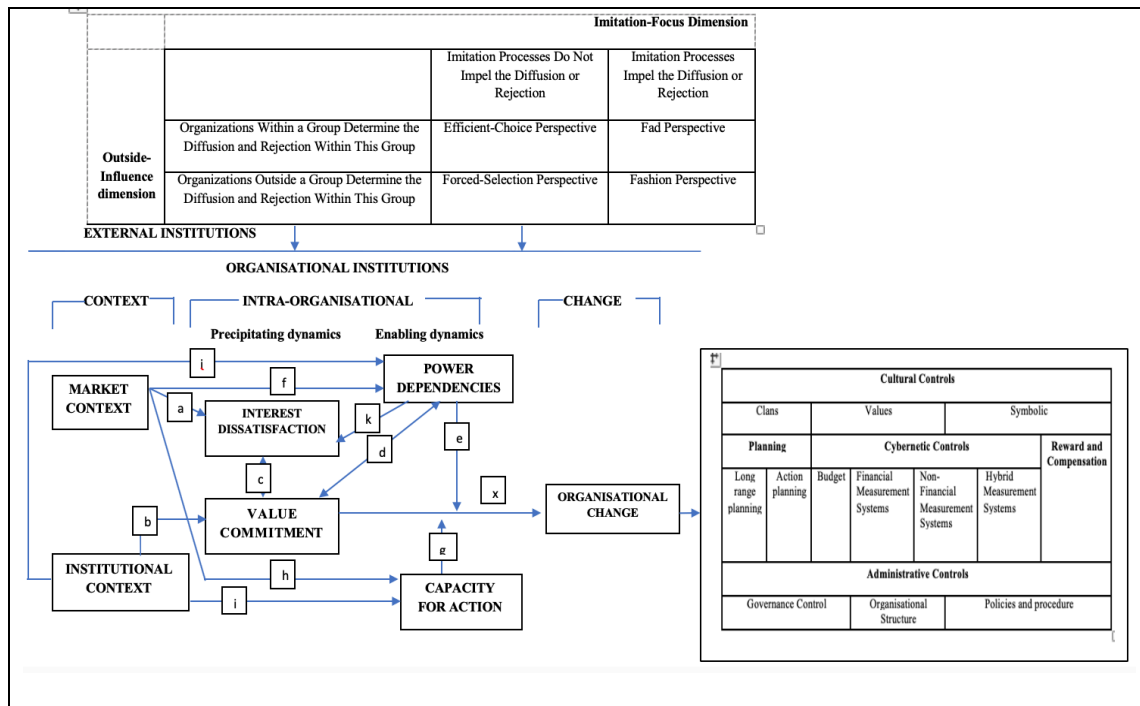 Imitation-Focus Dimension
Imitation Processes Do Not
Impel the Diffusion or
Rejection
Imitation Processes
Impel the Diffusion or
Rejection
Outside-
Influence
dimension
Organizations Within a Group Determine the
Diffusion and Rejection Within This Group
Efficient-Choice Perspective
Fad Perspective
Organizations Outside a Group Determine the
Diffusion and Rejection Within This Group
Forced-Selection Perspective
Fashion Perspective
EXTERNAL INSTITUTIONS
ORGANISATIONAL INSTITUTIONS
CONTEXT
INTRA-ORGANISATIONAL
CHANGE
Precipitating dynamics
Enabling dynamics
i
POWER
DEPENDENCIES
MARKET
CONTEXT
f
a
INTEREST
DISSATISFACTION
k
d
e
c
x
b
VALUE
COMMITMENT
ORGANISATIONAL
CHANGE
g
INSTITUTIONAL
CONTEXT
h
i
CAPACITY
FOR ACTION
Cultural Controls
Clans
Values
Symbolic
Planning
Cybernetic Controls
Reward and
Compensation
Long
range
planning
Action
planning
Budget
Financial
Measurement
Systems
Non-
Financial
Measurement
Systems
Hybrid
Measurement
Systems
Administrative Controls
Governance Control
Organisational
Structure
Policies and procedure